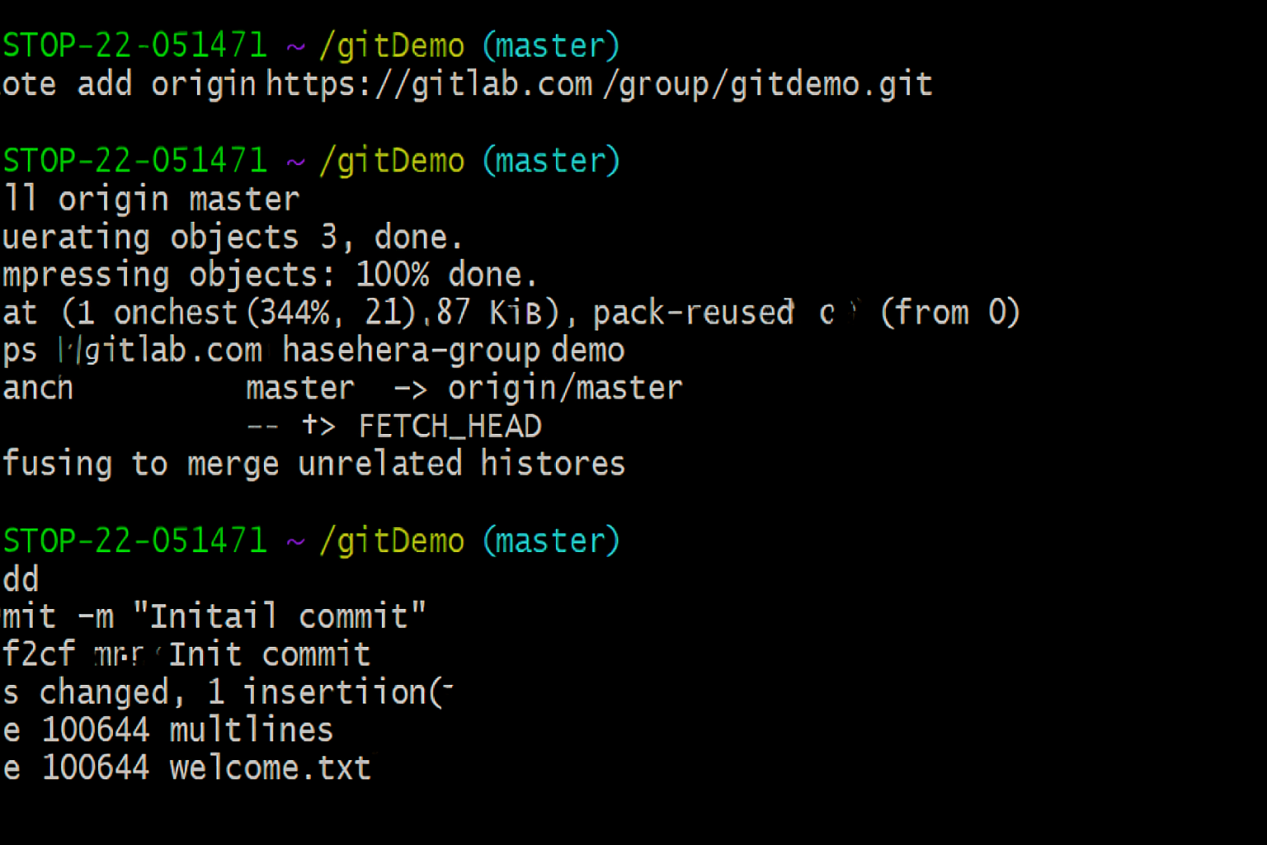 STOP-22-051471 ~ /gitDemo (master)
ote add origin https://gitlab.com /group/gitdemo.git
STOP-22-051471 ~ /gitDemo (master)
ll origin master
uerating objects 3, done.
mpressing objects: 100% done.
at (1 onchest (344%, 21).87 KiB), pack-reused (from 0)
ps gitlab.com hasehera-group demo
anch master -> origin/master
-- †> FETCH_HEAD
fusing to merge unrelated histores
STOP-22-051471 ~ /gitDemo (master)
dd
mit -m "Initail commit"
f2cf Init commit
s changed, 1 insertiion(-
e 100644 multlines
e 100644 welcome.txt